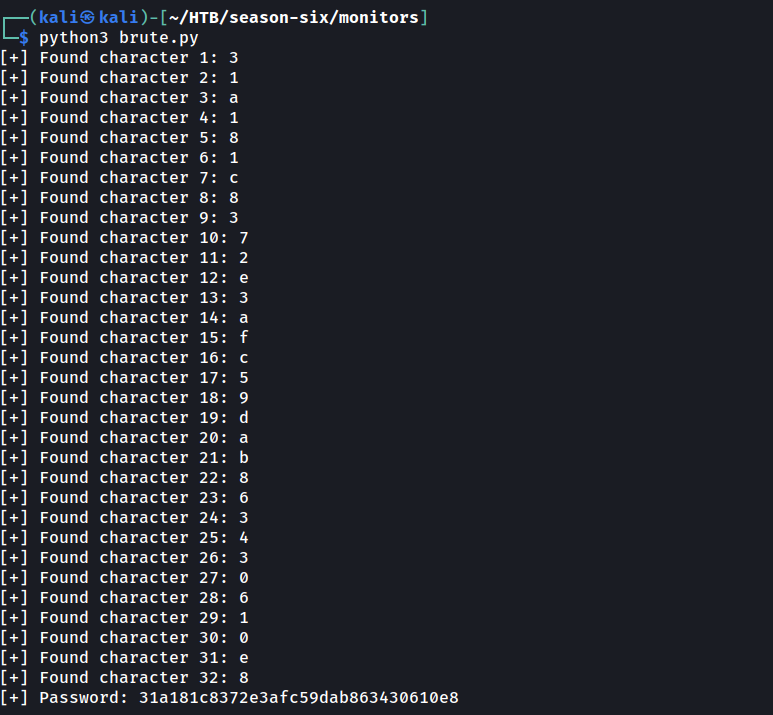 ┌──(kali㉿kali)-[~/HTB/season-six/monitors]
└─$ python3 brute.py
[+] Found character 1: 3
[+] Found character 2: 1
[+] Found character 3: a
[+] Found character 4: 1
[+] Found character 5: 8
[+] Found character 6: 1
[+] Found character 7: c
[+] Found character 8: 8
[+] Found character 9: 3
[+] Found character 10: 7
[+] Found character 11: 2
[+] Found character 12: e
[+] Found character 13: 3
[+] Found character 14: a
[+] Found character 15: f
[+] Found character 16: c
[+] Found character 17: 5
[+] Found character 18: 9
[+] Found character 19: d
[+] Found character 20: a
[+] Found character 21: b
[+] Found character 22: 8
[+] Found character 23: 6
[+] Found character 24: 3
[+] Found character 25: 4
[+] Found character 26: 3
[+] Found character 27: 0
[+] Found character 28: 6
[+] Found character 29: 1
[+] Found character 30: 0
[+] Found character 31: e
[+] Found character 32: 8
[+] Password: 31a181c8372e3afc59dab863430610e8